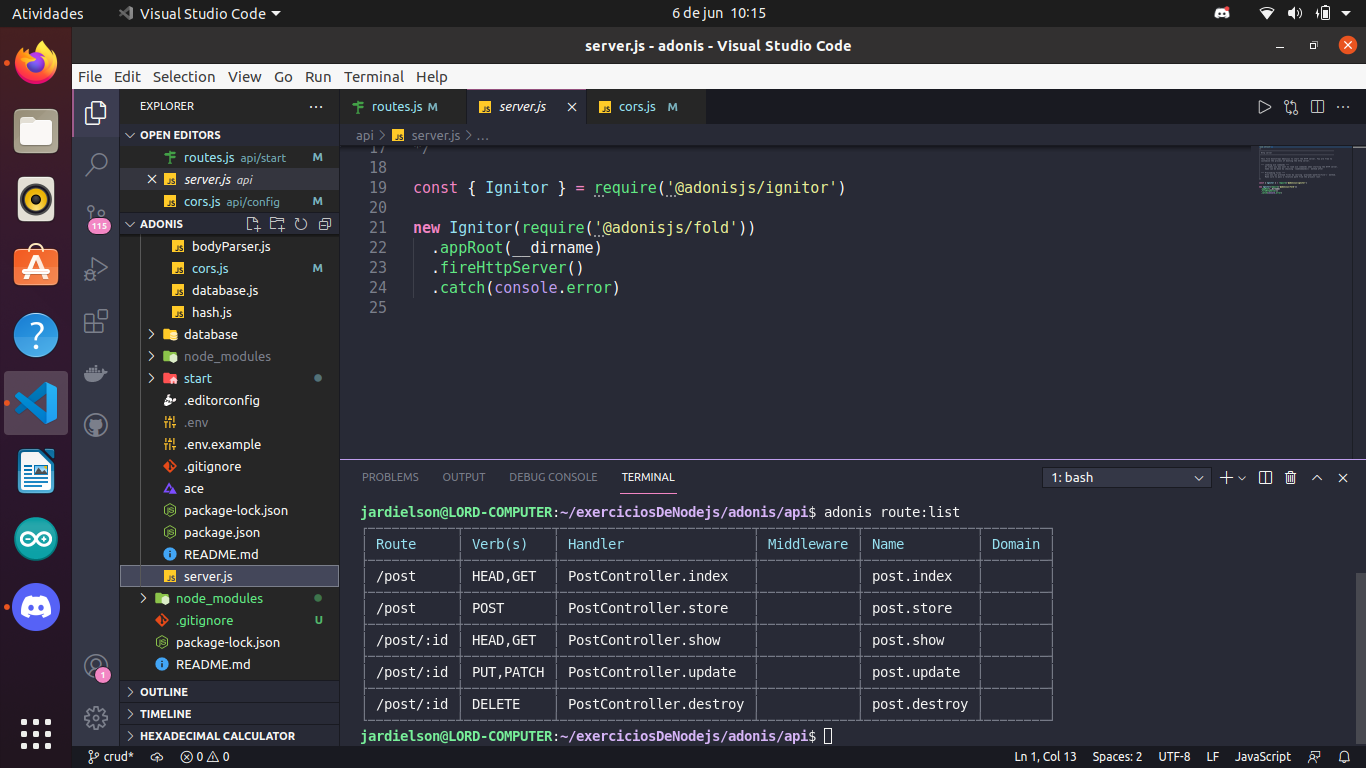 Atividades Visual Studio Code 6 de jun 10:15
server.js - adonis - Visual Studio Code
File Edit Selection View Go Run Terminal Help
EXPLORER
OPEN EDITORS
routes.js api/start M
server.js api
cors.js api/config M
ADONIS
bodyParser.js
cors.js M
database.js
hash.js
database
node_modules
start
.editorconfig
.env
.env.example
.gitignore
ace
package-lock.json
package.json
README.md
server.js
node_modules
.gitignore U
package-lock.json
README.md
OUTLINE
TIMELINE
HEXADECIMAL CALCULATOR
115
1
routes.js M server.js cors.js M
api > server.js > ...
17 */
18
19 const { Ignitor } = require('@adonisjs/ignitor')
20
21 new Ignitor(require('@adonisjs/fold'))
22 .appRoot(__dirname)
23 .fireHttpServer()
24 .catch(console.error)
25
PROBLEMS OUTPUT DEBUG CONSOLE TERMINAL 1: bash
jardielson@LORD-COMPUTER:~/exerciciosDeNodejs/adonis/api$ adonis route:list
Route Verb(s) Handler Middleware Name Domain
/post HEAD,GET PostController.index post.index
/post POST PostController.store post.store
/post/:id HEAD,GET PostController.show post.show
/post/:id PUT,PATCH PostController.update post.update
/post/:id DELETE PostController.destroy post.destroy
jardielson@LORD-COMPUTER:~/exerciciosDeNodejs/adonis/api$
crud* 0 0 Ln 1, Col 13 Spaces: 2 UTF-8 LF JavaScript